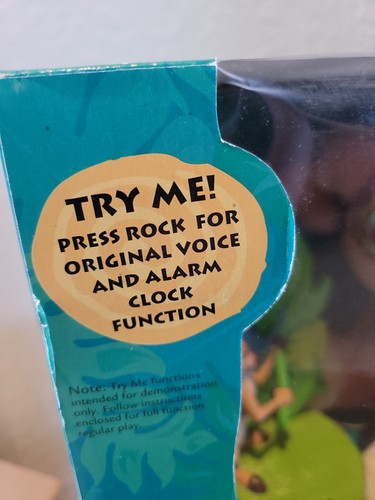 TRY ME!
PRESS ROCK FOR
ORIGINAL VOICE
AND ALARM
CLOCK
FUNCTION
Note: Try Me functions
intended for demonstration
only. Follow instructions
enclosed for full function
regular play.